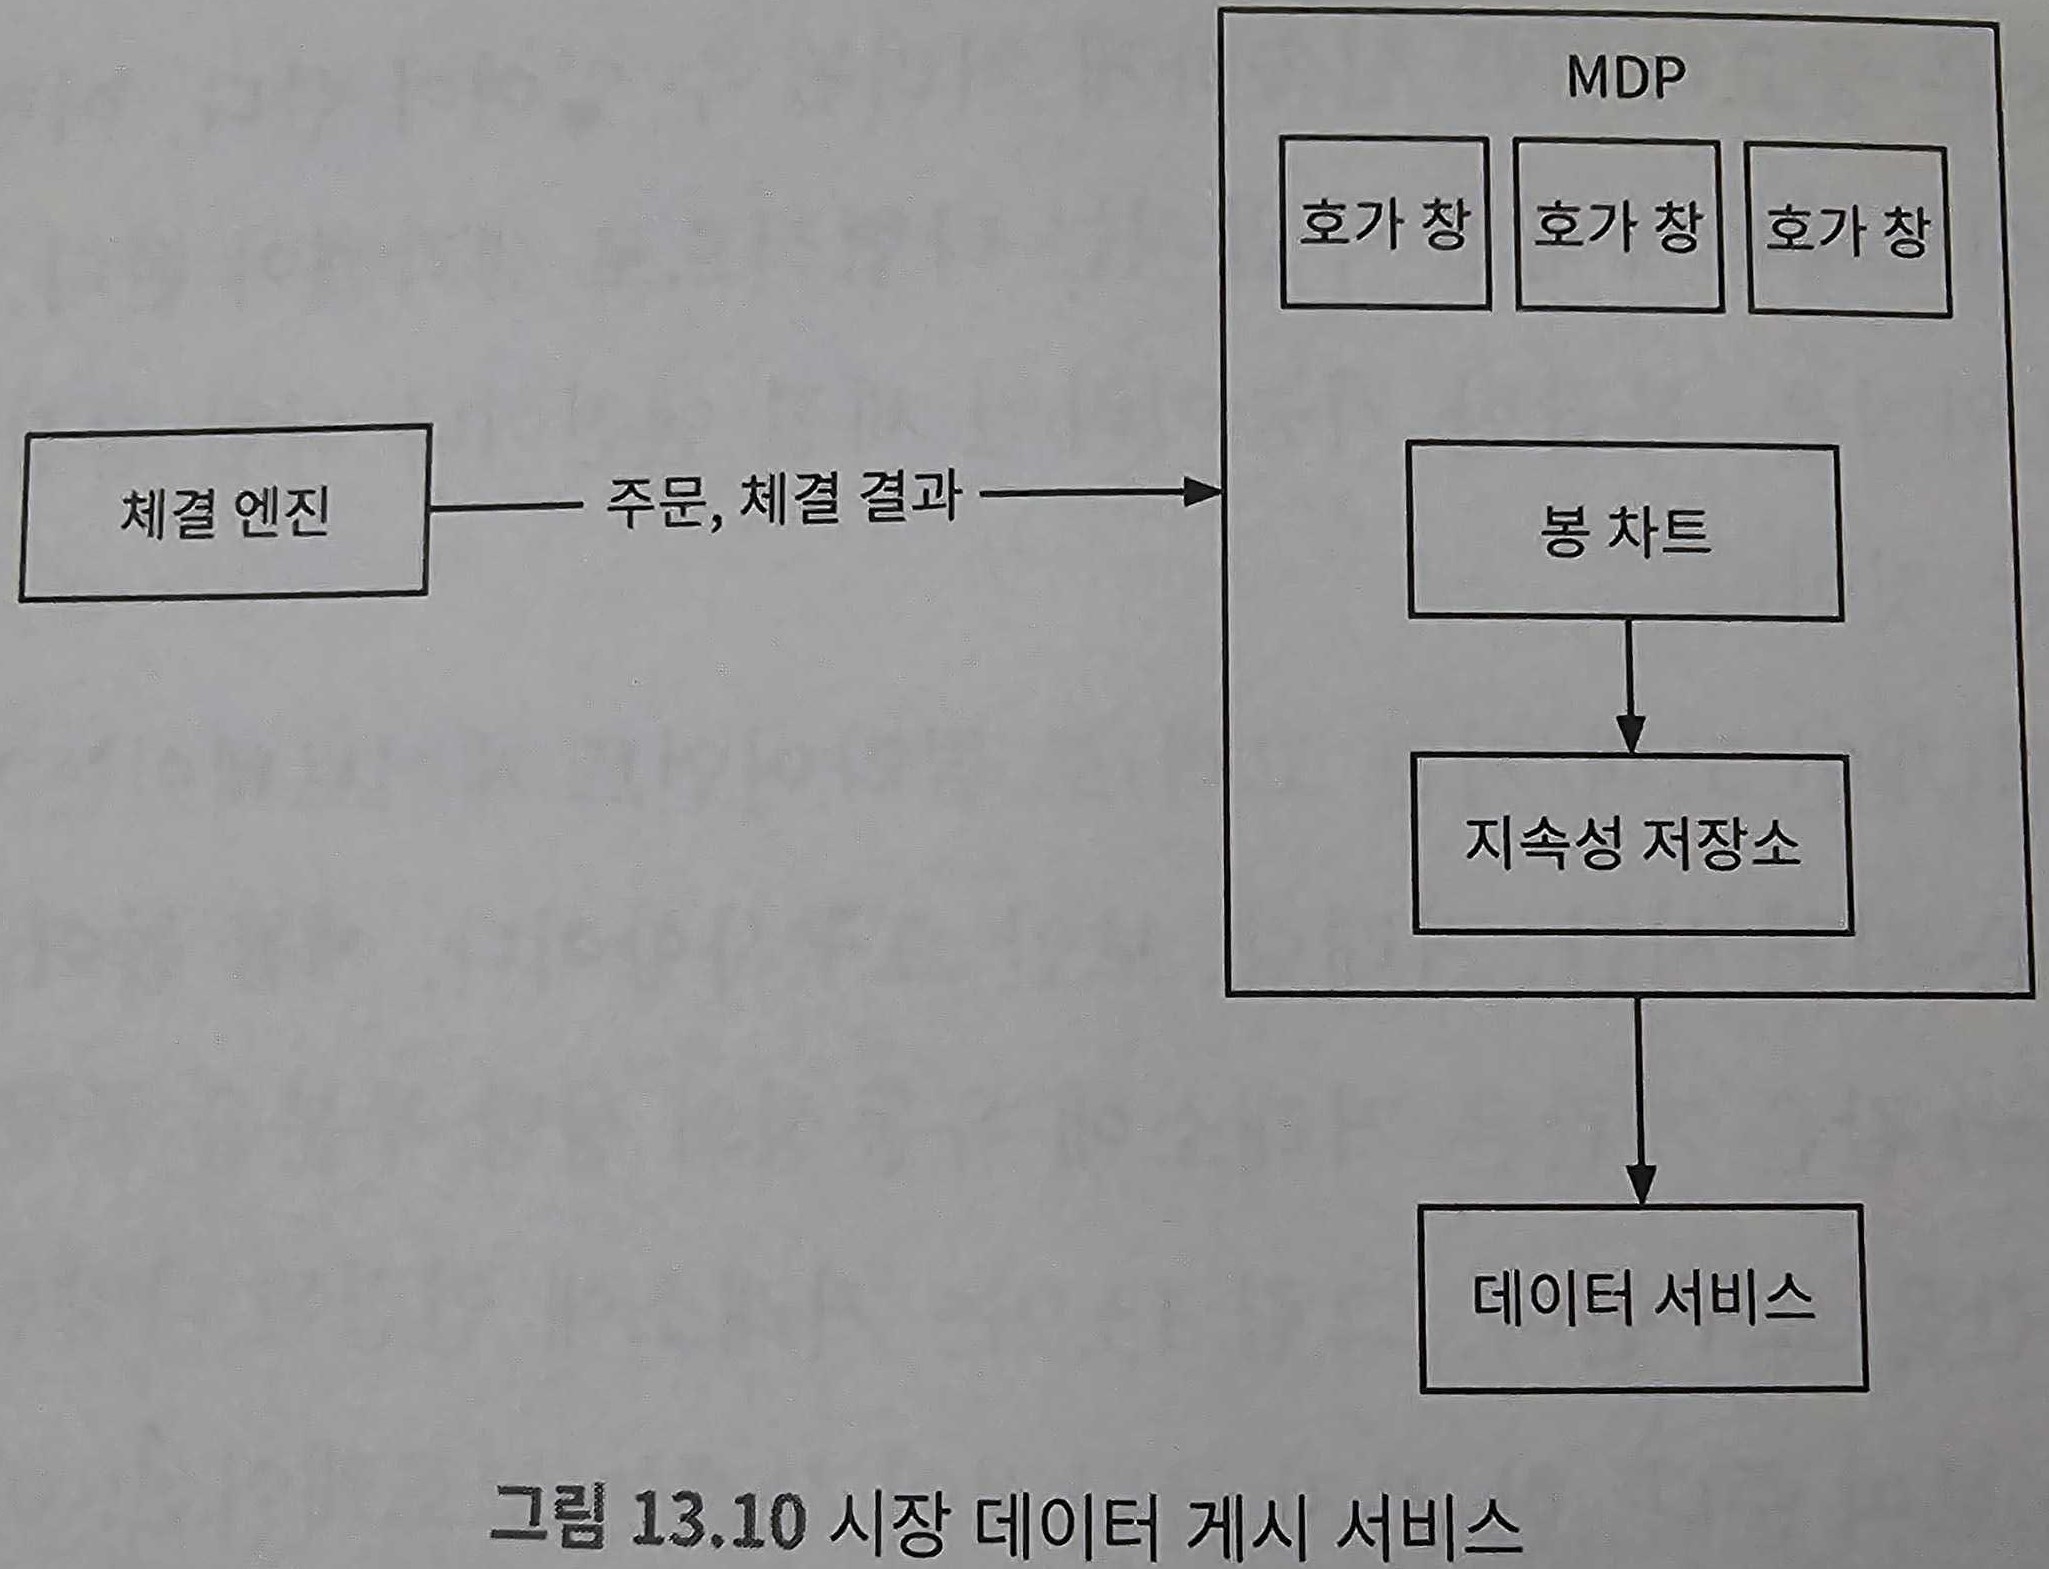 MDP
호가 창
호가 창
호가 창
체결 엔진
주문, 체결 결과
봉 차트
지속성 저장소
데이터 서비스
그림 13.10 시장 데이터 게시 서비스